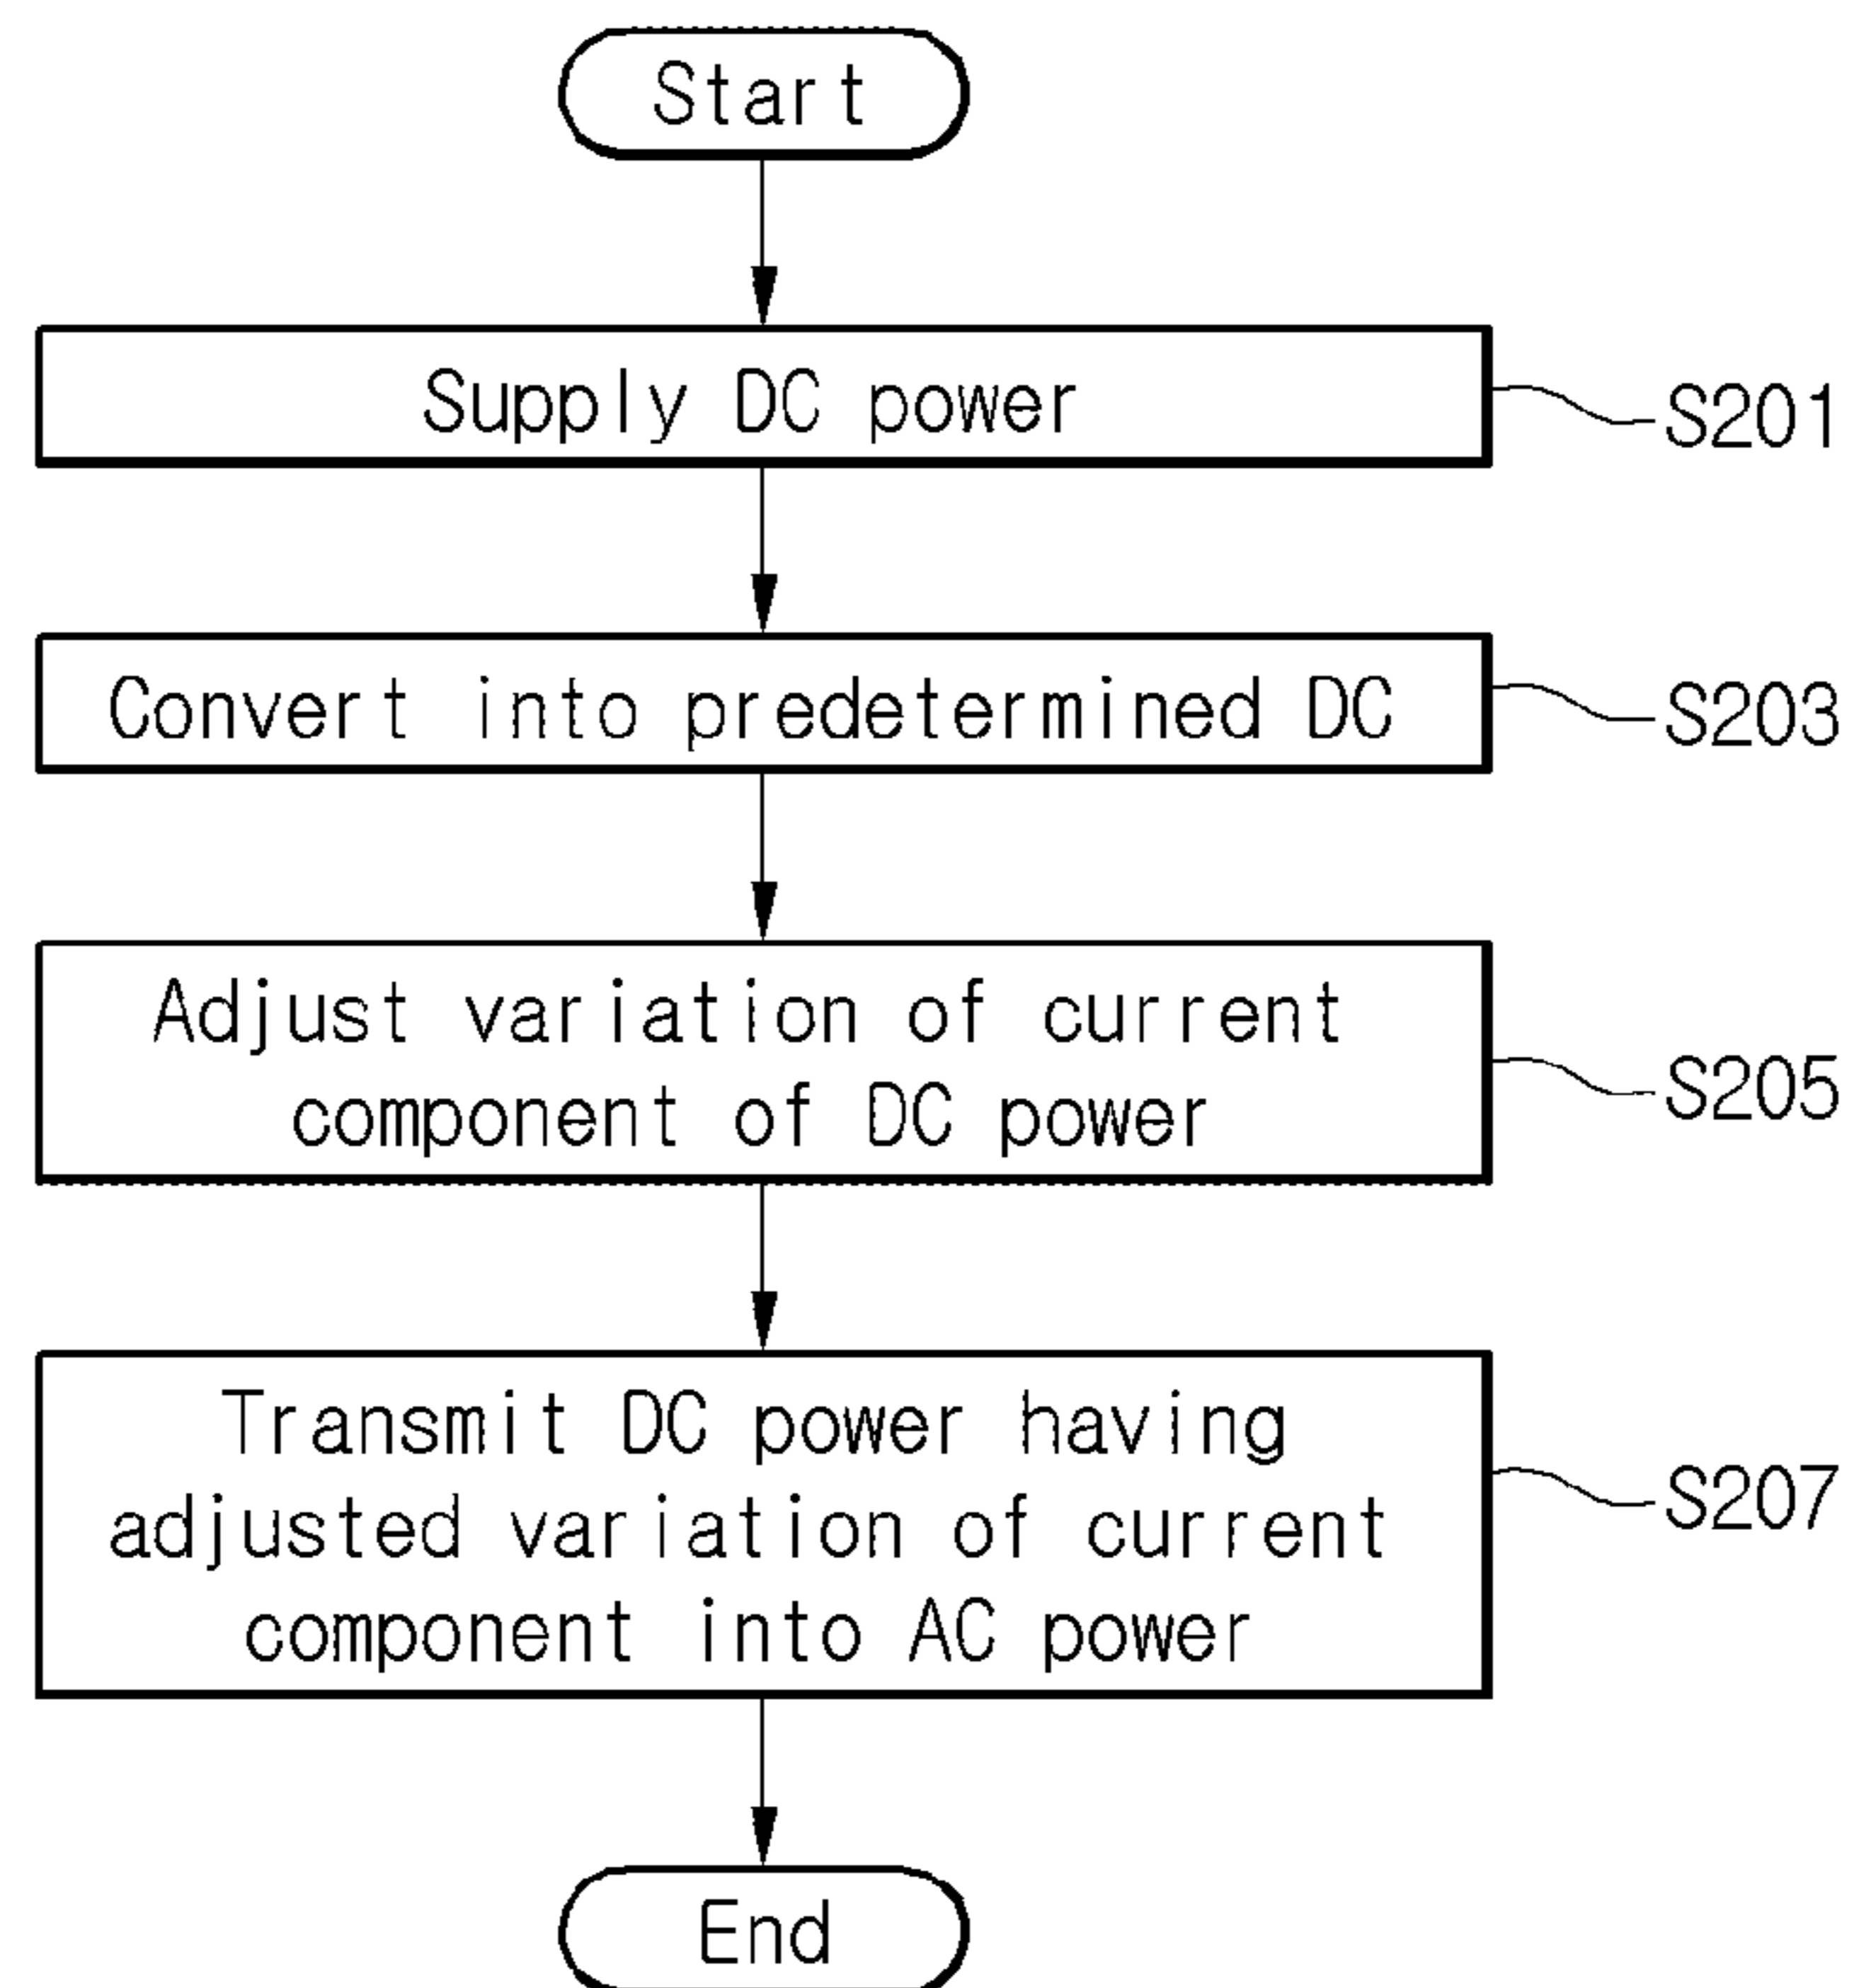 Start
Supply DC power
S201
Convert into predetermined DC
S203
Adjust variation of current
component of DC power
S205
Transmit DC power having
adjusted variation of current
component into AC power
S207
End